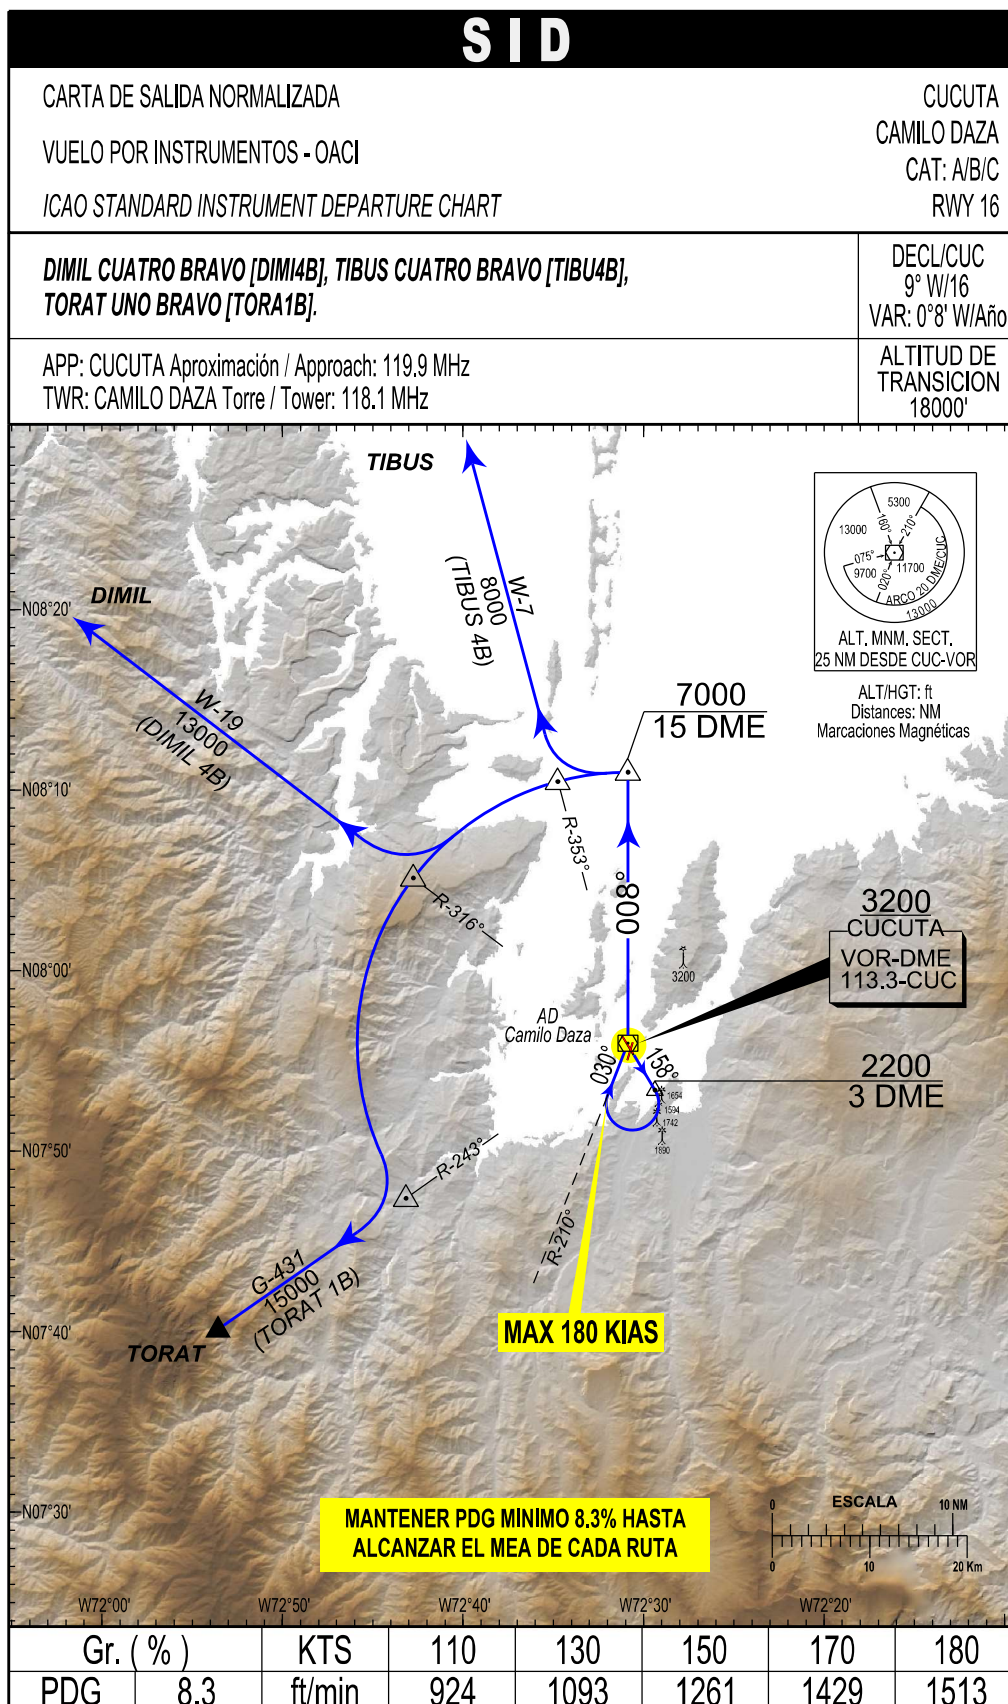 SID
CARTA DE SALIDA NORMALIZADA
VUELO POR INSTRUMENTOS - OACI
ICAO STANDARD INSTRUMENT DEPARTURE CHART
CUCUTA
CAMILO DAZA
CAT: A/B/C
RWY 16
DIMIL CUATRO BRAVO [DIMI4B], TIBUS CUATRO BRAVO [TIBU4B],
TORAT UNO BRAVO [TORA1B].
DECL/CUC
9° W/16
VAR: 0°8' W/Año
APP: CUCUTA Aproximación / Approach: 119.9 MHz
TWR: CAMILO DAZA Torre / Tower: 118.1 MHz
ALTITUD DE
TRANSICION
18000'
TIBUS
W-7
8000
(TIBUS 4B)
5300
13000
160°
210°
075°
9700
11700
020°
ARCO 20 DME/CUC
13000
ALT. MNM. SECT.
25 NM DESDE CUC-VOR
ALT/HGT: ft
Distances: NM
Marcaciones Magnéticas
DIMIL
N08°20'
W-19
13000
(DIMIL 4B)
7000
15 DME
N08°10'
R-353°
R-316°
008°
3200
3200
CUCUTA
VOR-DME
113.3-CUC
N08°00'
AD
Camilo Daza
030°
158°
2200
3 DME
1654
1594
1742
1890
N07°50'
R-243°
R-210°
G-431
15000
(TORAT 1B)
MAX 180 KIAS
N07°40'
TORAT
N07°30'
MANTENER PDG MINIMO 8.3% HASTA
ALCANZAR EL MEA DE CADA RUTA
0 ESCALA 10 NM
0 10 20 Km
W72°00' W72°50' W72°40' W72°30' W72°20'
Gr. ( % ) KTS 110 130 150 170 180
PDG 8.3 ft/min 924 1093 1261 1429 1513